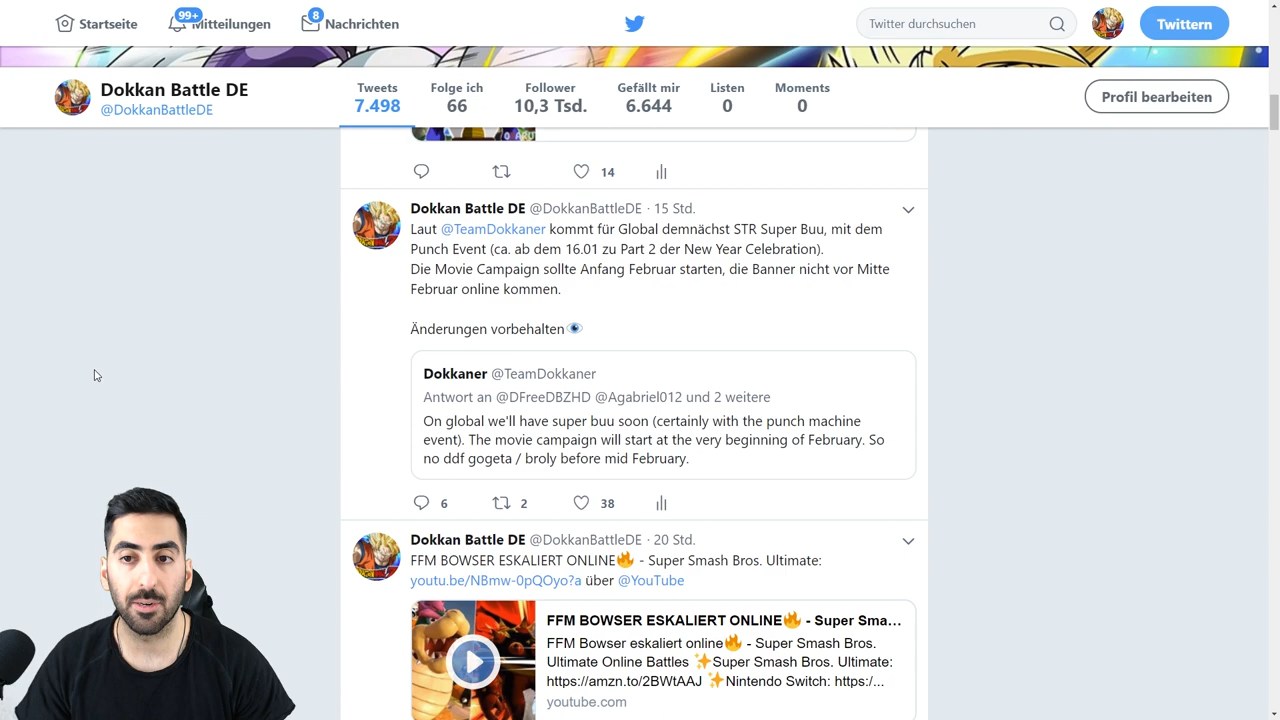 Startseite
99+
Mitteilungen
8
Nachrichten
Twitter durchsuchen
Twittern
Dokkan Battle DE
@DokkanBattleDE
Tweets
7.498
Folge ich
66
Follower
10,3 Tsd.
Gefällt mir
6.644
Listen
0
Moments
0
Profil bearbeiten
14
Dokkan Battle DE @DokkanBattleDE · 15 Std.
Laut @TeamDokkaner kommt für Global demnächst STR Super Buu, mit dem
Punch Event (ca. ab dem 16.01 zu Part 2 der New Year Celebration).
Die Movie Campaign sollte Anfang Februar starten, die Banner nicht vor Mitte
Februar online kommen.
Änderungen vorbehalten👁
Dokkaner @TeamDokkaner
Antwort an @DFreeDBZHD @Agabriel012 und 2 weitere
On global we'll have super buu soon (certainly with the punch machine
event). The movie campaign will start at the very beginning of February. So
no ddf gogeta / broly before mid February.
6
2
38
Dokkan Battle DE @DokkanBattleDE · 20 Std.
FFM BOWSER ESKALIERT ONLINE🔥 - Super Smash Bros. Ultimate:
youtu.be/NBmw-0pQOyo?a über @YouTube
FFM BOWSER ESKALIERT ONLINE🔥 - Super Sma...
FFM Bowser eskaliert online🔥 - Super Smash Bros.
Ultimate Online Battles ✨Super Smash Bros. Ultimate:
https://amzn.to/2BWtAAJ ✨Nintendo Switch: https:/...
youtube.com